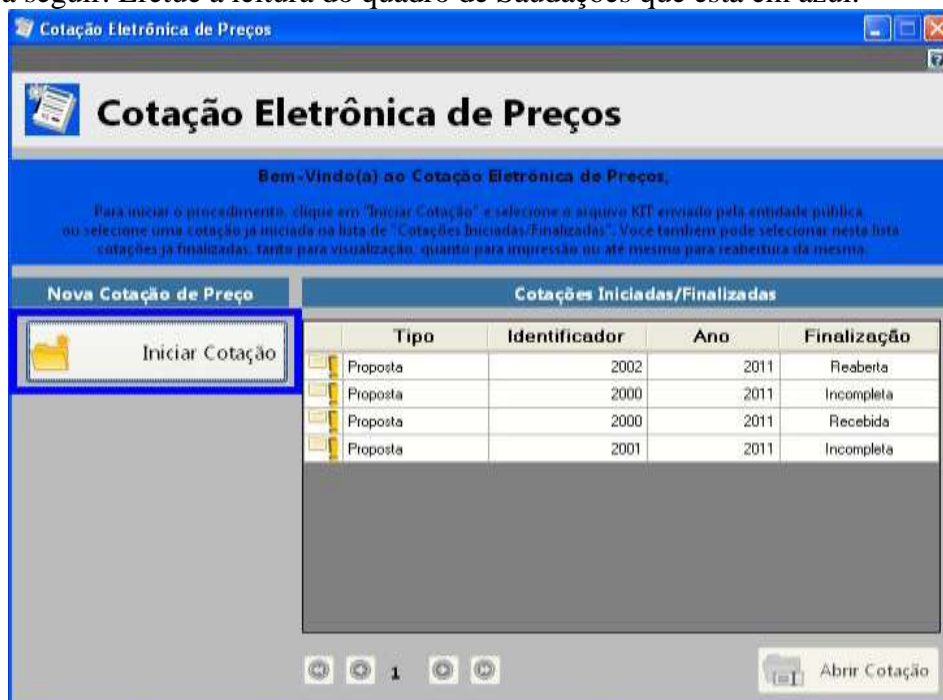 a seguir. Efetue a leitura do quadro de Saudações que está em azul.
Cotação Eletrônica de Preços
Cotação Eletrônica de Preços
Bem-Vindo(a) ao Cotação Eletrônica de Preços,
Para iniciar o procedimento, clique em "Iniciar Cotação" e selecione o arquivo KIT enviado pela entidade pública,
ou selecione uma cotação já iniciada na lista de "Cotações Iniciadas/Finalizadas". Você também pode selecionar nesta lista
cotações já finalizadas, tanto para visualização, quanto para impressão ou até mesmo para reabertura da mesma.
Nova Cotação de Preço
Cotações Iniciadas/Finalizadas
Iniciar Cotação
Tipo Identificador Ano Finalização
Proposta 2002 2011 Reaberta
Proposta 2000 2011 Incompleta
Proposta 2000 2011 Recebida
Proposta 2001 2011 Incompleta
1
Abrir Cotação